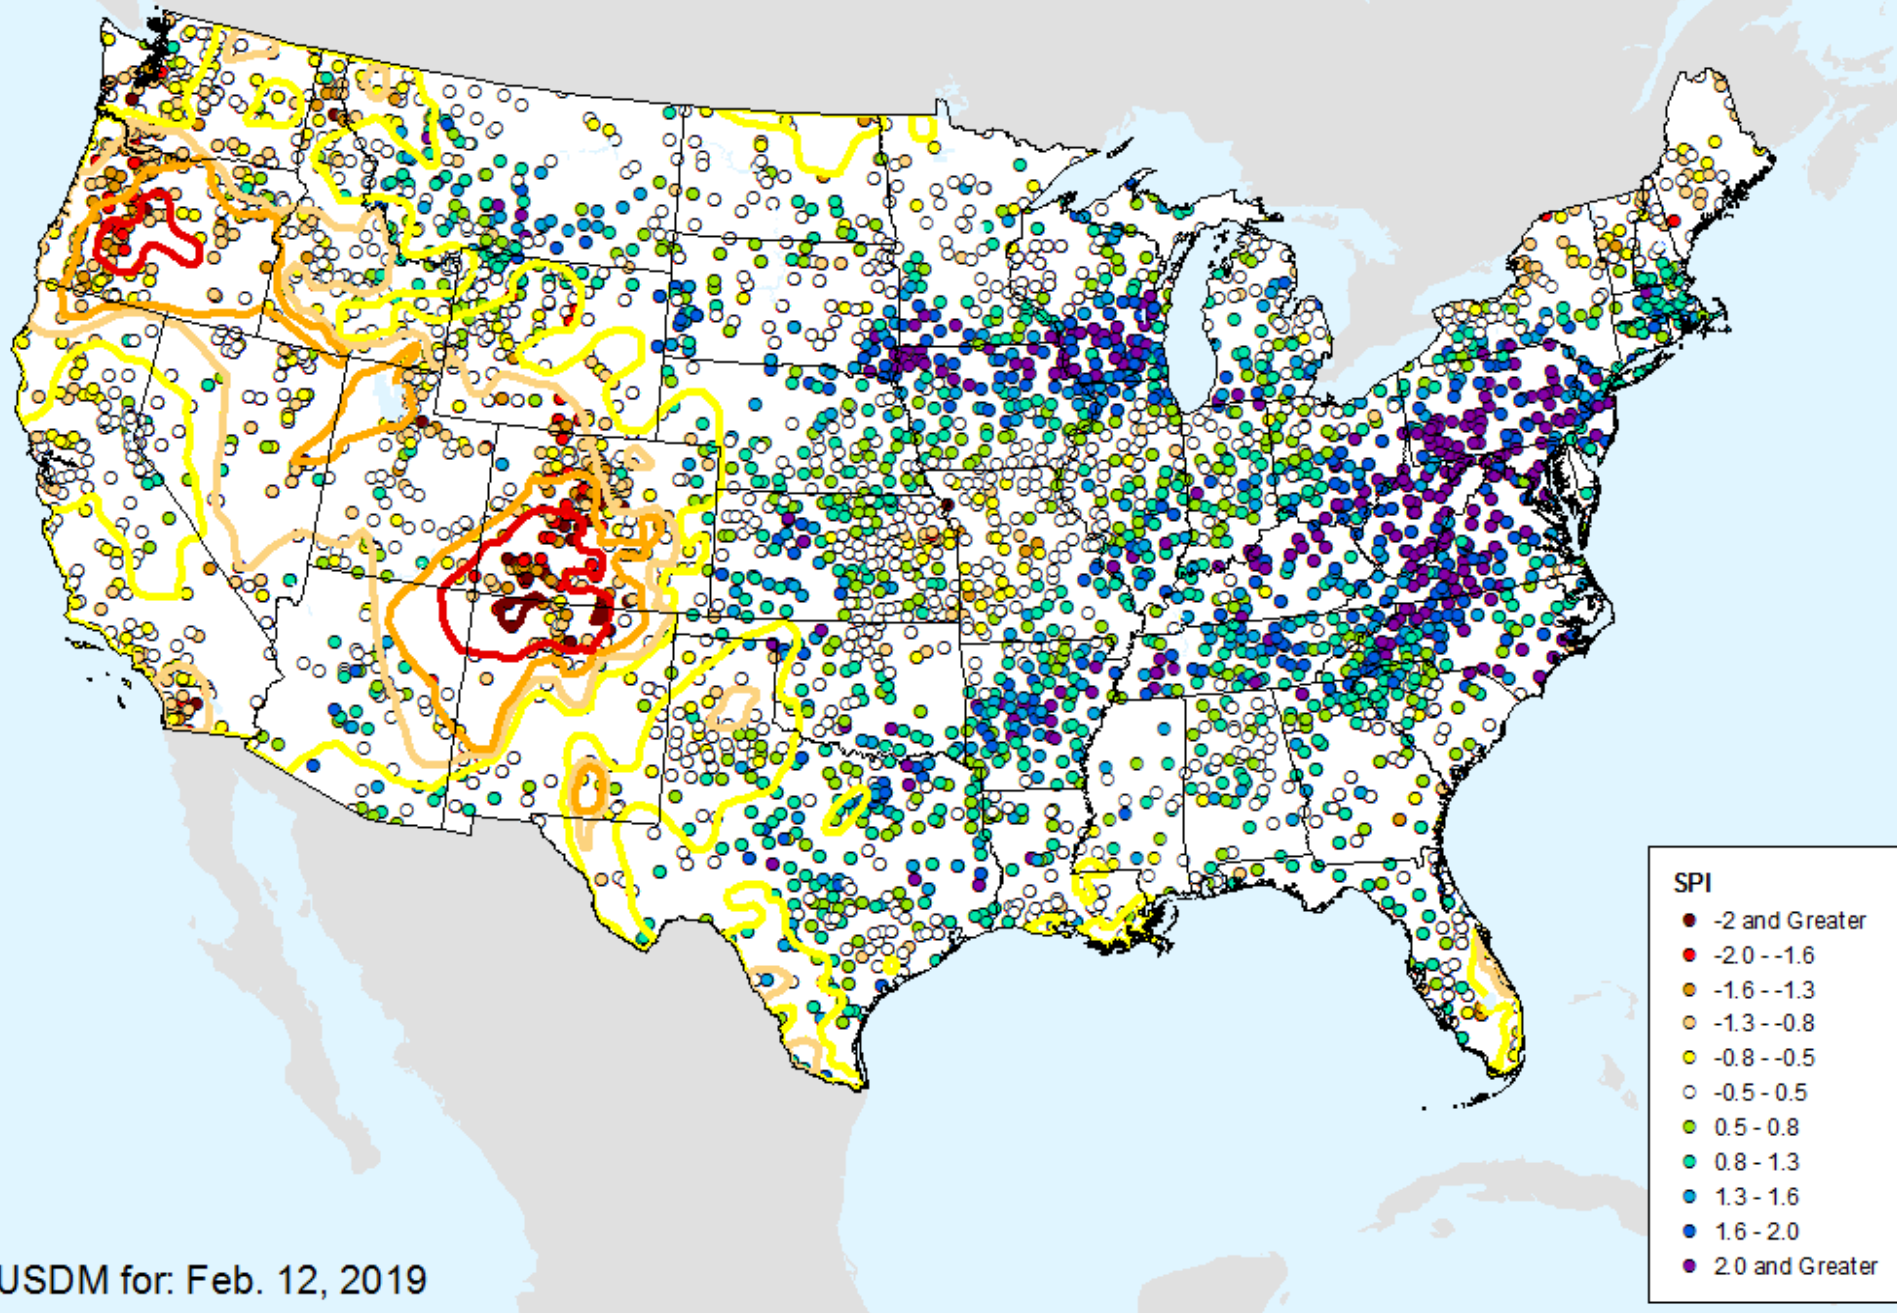 SPI
-2 and Greater
-2.0 - -1.6
-1.6 - -1.3
-1.3 - -0.8
-0.8 - -0.5
-0.5 - 0.5
0.5 - 0.8
0.8 - 1.3
1.3 - 1.6
1.6 - 2.0
2.0 and Greater
USDM for: Feb. 12, 2019